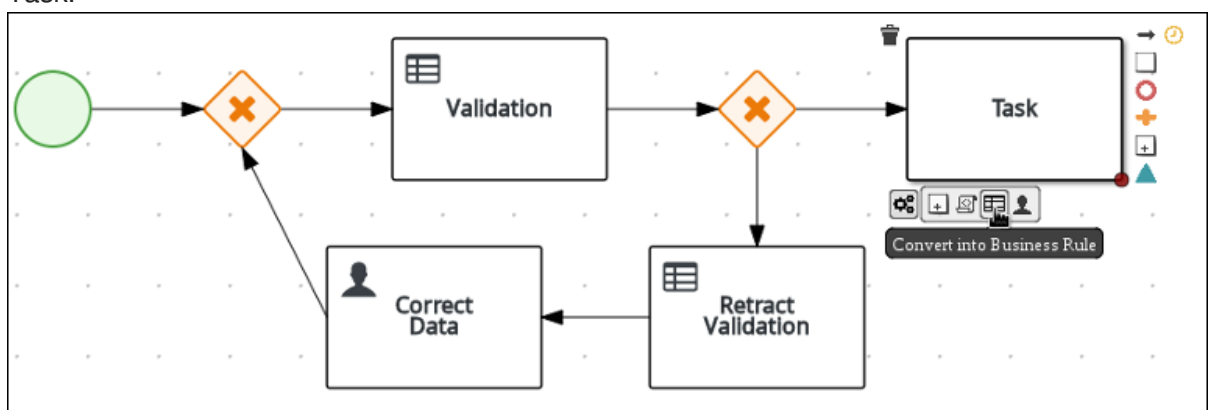 Task.
Validation
Task
Convert into Business Rule
Correct
Data
Retract
Validation